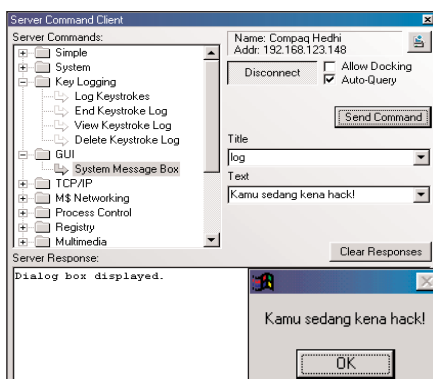 Server Command Client
Server Commands:
Simple
System
Key Logging
Log Keystrokes
End Keystroke Log
View Keystroke Log
Delete Keystroke Log
GUI
System Message Box
TCP/IP
M$ Networking
Process Control
Registry
Multimedia
Name: Compaq Hedhi
Addr: 192.168.123.148
Disconnect
Allow Docking
Auto-Query
Send Command
Title
log
Text
Kamu sedang kena hack!
Clear Responses
Server Response:
Dialog box displayed.
Kamu sedang kena hack!
OK